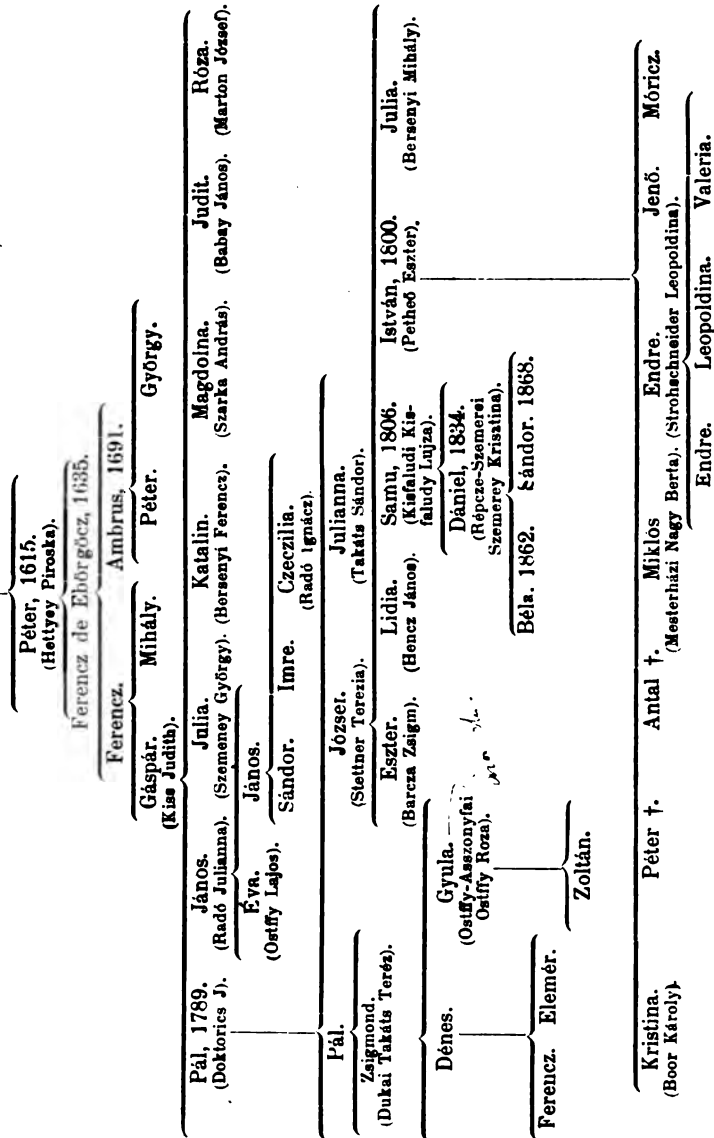 Péter, 1615.
(Hettyey Piroska).
Ferencz de Ebörgöcz, 1635.
Ferencz. Ambrus, 1691.
Gáspár. Mihály. Péter. György.
(Kiss Judith).
Pál, 1789. János. Julia. Katalin. Magdolna. Judit. Róza.
(Doktorics J). (Radó Julianna). (Szemeney György). (Borsenyi Ferencz). (Szarka András). (Babay János). (Marton József).
Éva. János.
(Ostffy Lajos).
Sándor. Imre. Czeczilia.
(Radó Ignácz).
Pál. József. Julianna.
(Stettner Terezia). (Takáts Sándor).
Zsigmond. Eszter. Lidia. Samu, 1806. István, 1800. Julia.
(Dukai Takáts Teréz). (Barcza Zsigm). (Hencz János). (Kisfaludi Kis- (Petheő Eszter). (Bersenyi Mihály).
faludy Lujza).
Dániel, 1834.
(Répcze-Szemerei
Szemerey Krisztina).
Béla. 1862. Sándor. 1868.
Dénes. Gyula.
(Ostffy-Asszonyfai
Ostffy Roza).
Ferencz. Elemér. Zoltán.
Kristina. Péter †. Antal †. Miklós Endre. Jenő. Móricz.
(Boor Károly). (Mesterházi Nagy Berta). (Strohschneider Leopoldina).
Endre. Leopoldina. Valeria.